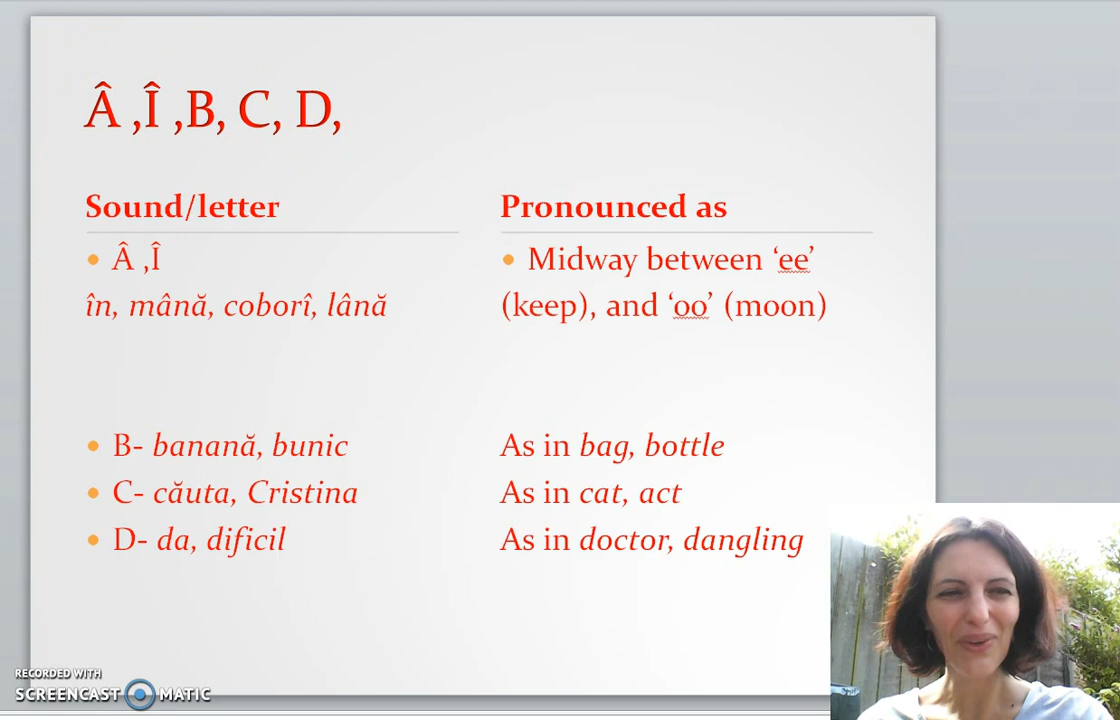 Â ,Î ,B, C, D,
Sound/letter
Pronounced as
• Â ,Î
• Midway between ‘ee’
în, mână, coborî, lână
(keep), and ‘oo’ (moon)
• B- banană, bunic
As in bag, bottle
• C- căuta, Cristina
As in cat, act
• D- da, dificil
As in doctor, dangling
RECORDED WITH
SCREENCAST MATIC